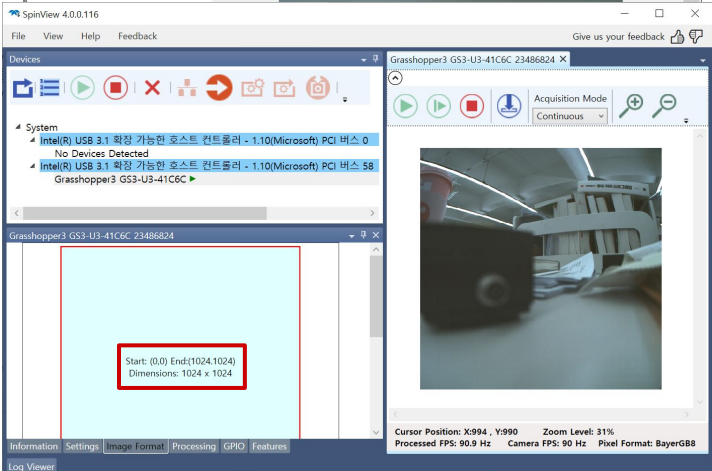 SpinView 4.0.0.116
File View Help Feedback
Give us your feedback
Devices
System
Intel(R) USB 3.1 확장 가능한 호스트 컨트롤러 - 1.10(Microsoft) PCI 버스 0
No Devices Detected
Intel(R) USB 3.1 확장 가능한 호스트 컨트롤러 - 1.10(Microsoft) PCI 버스 58
Grasshopper3 GS3-U3-41C6C
Grasshopper3 GS3-U3-41C6C 23486824
Start: (0,0) End:(1024.1024)
Dimensions: 1024 x 1024
Information Settings Image Format Processing GPIO Features
Log Viewer
Grasshopper3 GS3-U3-41C6C 23486824
Acquisition Mode
Continuous
Cursor Position: X:994 , Y:990 Zoom Level: 31%
Processed FPS: 90.9 Hz Camera FPS: 90 Hz Pixel Format: BayerGB8